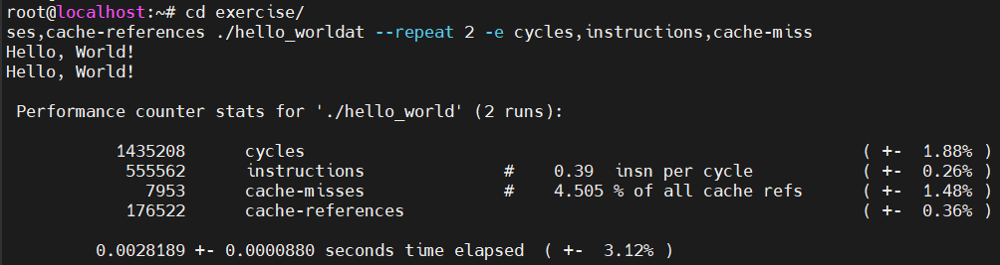 root@localhost:~# cd exercise/
ses,cache-references ./hello_worldat --repeat 2 -e cycles,instructions,cache-miss
Hello, World!
Hello, World!
Performance counter stats for './hello_world' (2 runs):
1435208 cycles ( +- 1.88% )
555562 instructions # 0.39 insn per cycle ( +- 0.26% )
7953 cache-misses # 4.505 % of all cache refs ( +- 1.48% )
176522 cache-references ( +- 0.36% )
0.0028189 +- 0.0000880 seconds time elapsed ( +- 3.12% )